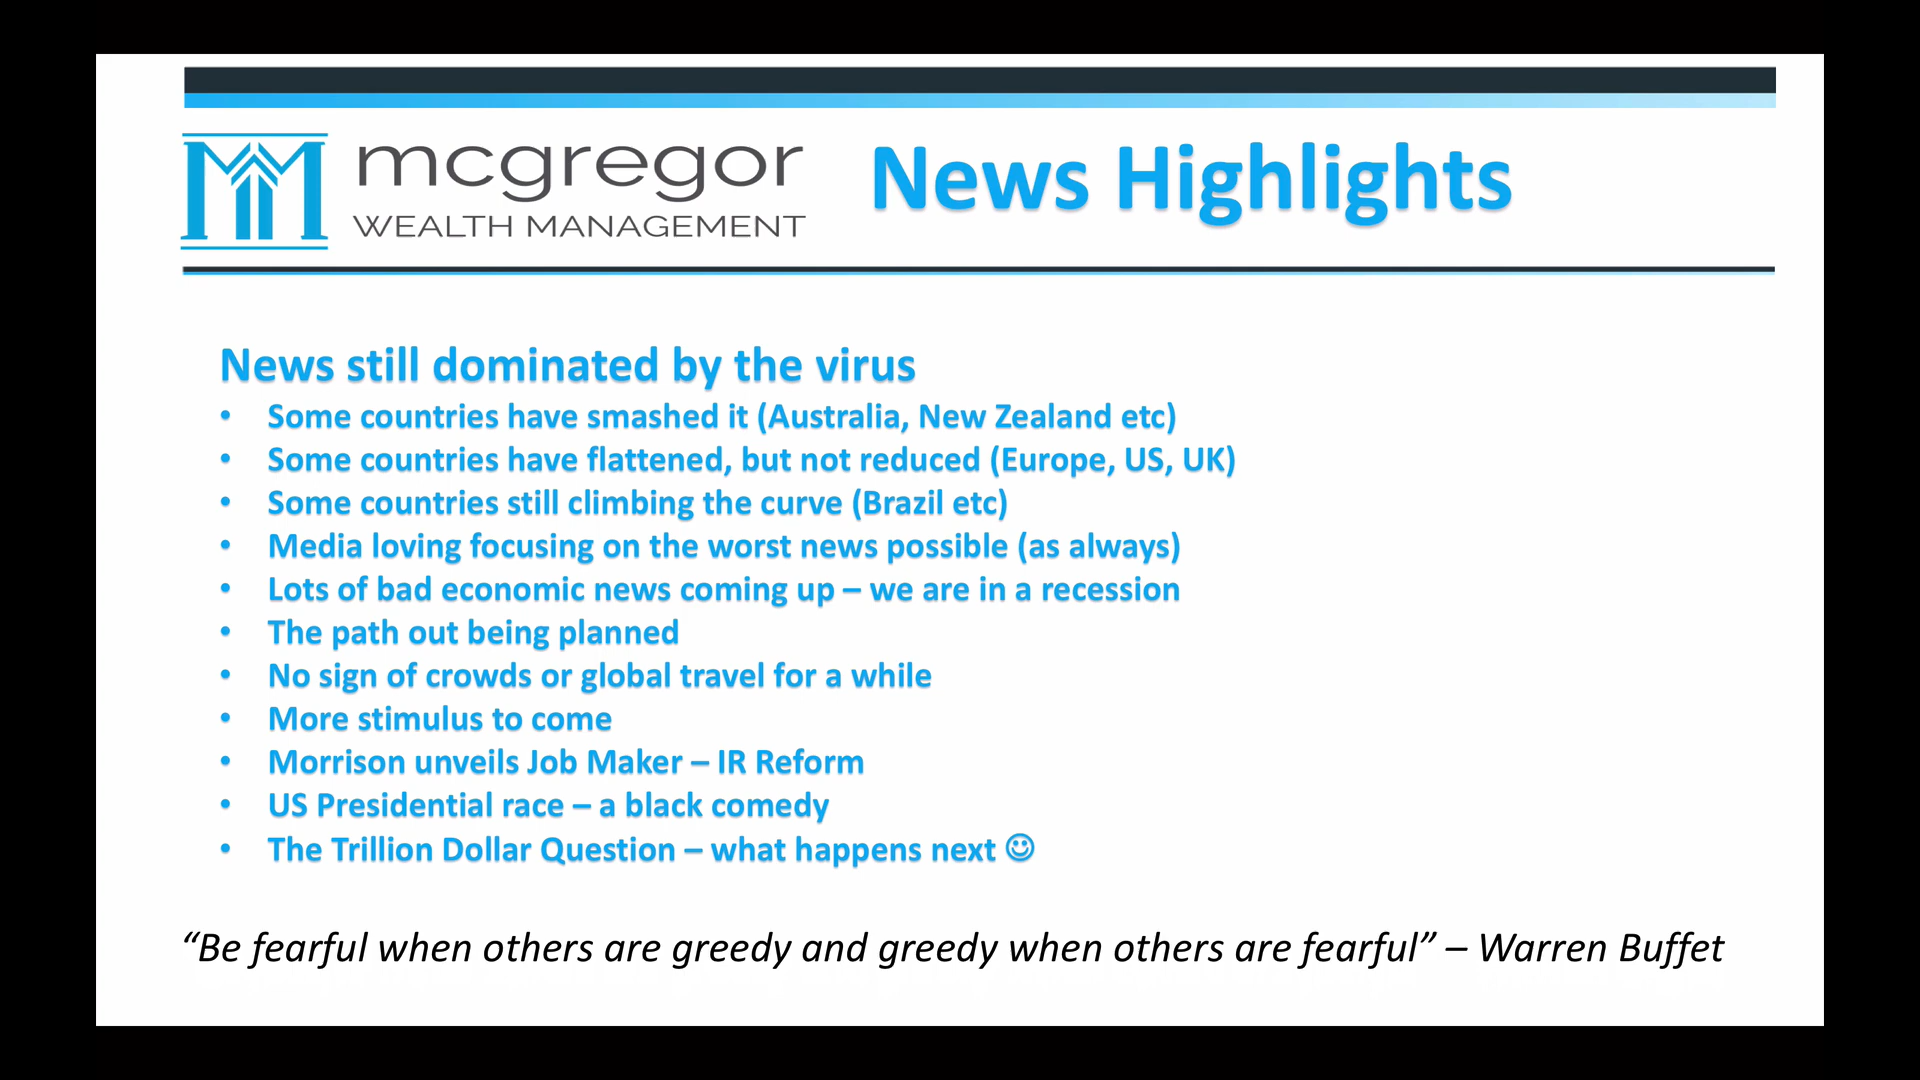 mcgregor
WEALTH MANAGEMENT
News Highlights
News still dominated by the virus
• Some countries have smashed it (Australia, New Zealand etc)
• Some countries have flattened, but not reduced (Europe, US, UK)
• Some countries still climbing the curve (Brazil etc)
• Media loving focusing on the worst news possible (as always)
• Lots of bad economic news coming up – we are in a recession
• The path out being planned
• No sign of crowds or global travel for a while
• More stimulus to come
• Morrison unveils Job Maker – IR Reform
• US Presidential race – a black comedy
• The Trillion Dollar Question – what happens next ☺
“Be fearful when others are greedy and greedy when others are fearful” – Warren Buffet